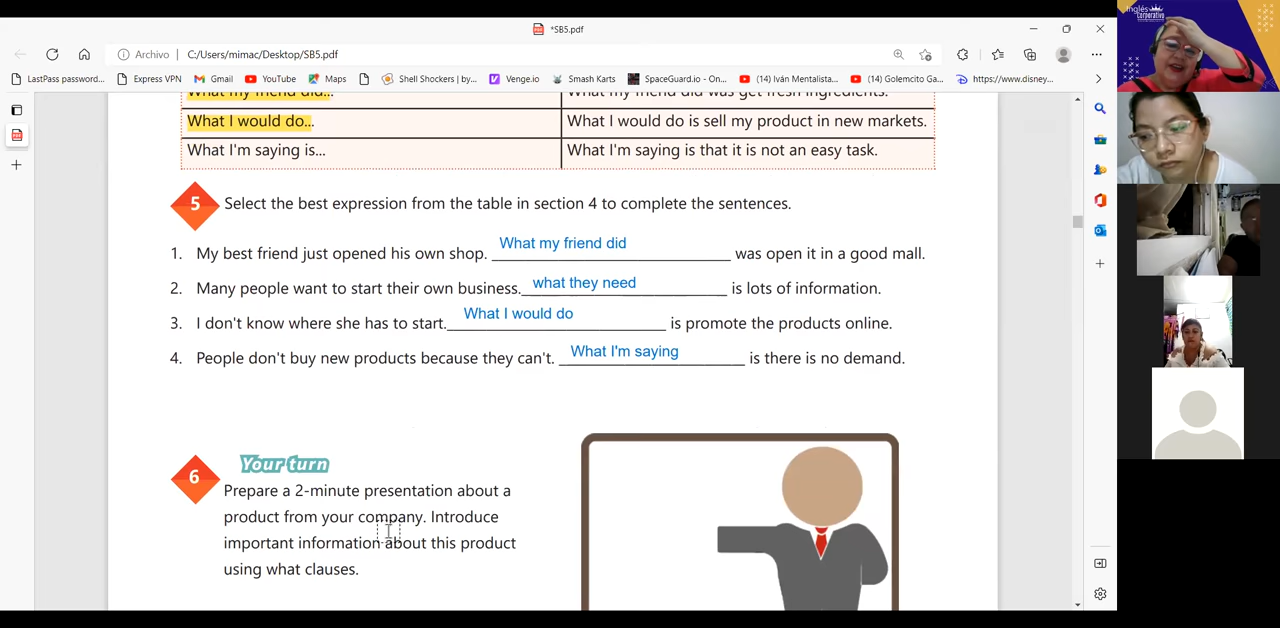 *SB5.pdf
Archivo
C:/Users/mimac/Desktop/SB5.pdf
LastPass password...
Express VPN
Gmail
YouTube
Maps
Shell Shockers | by...
Venge.io
Smash Karts
SpaceGuard.io - On...
(14) Iván Mentalista...
(14) Golemcito Ga...
https://www.disney...
Inglés
Corporativo
What my friend did... What my friend did was get fresh ingredients.
What I would do... What I would do is sell my product in new markets.
What I'm saying is... What I'm saying is that it is not an easy task.
5 Select the best expression from the table in section 4 to complete the sentences.
1. My best friend just opened his own shop. What my friend did was open it in a good mall.
2. Many people want to start their own business. what they need is lots of information.
3. I don't know where she has to start. What I would do is promote the products online.
4. People don't buy new products because they can't. What I'm saying is there is no demand.
6 Your turn
Prepare a 2-minute presentation about a
product from your company. Introduce
important information about this product
using what clauses.